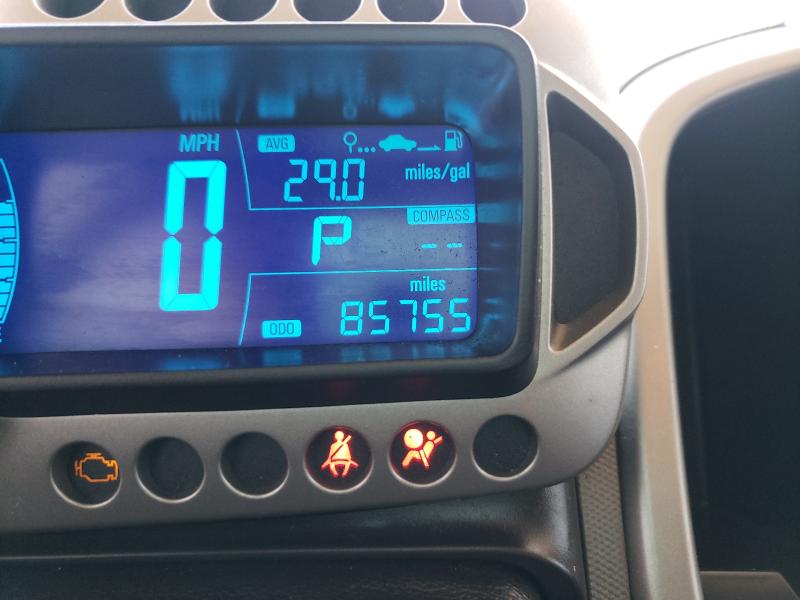 MPH
AVG
29.0 miles/gal
0
P
COMPASS
--
miles
ODO 85755